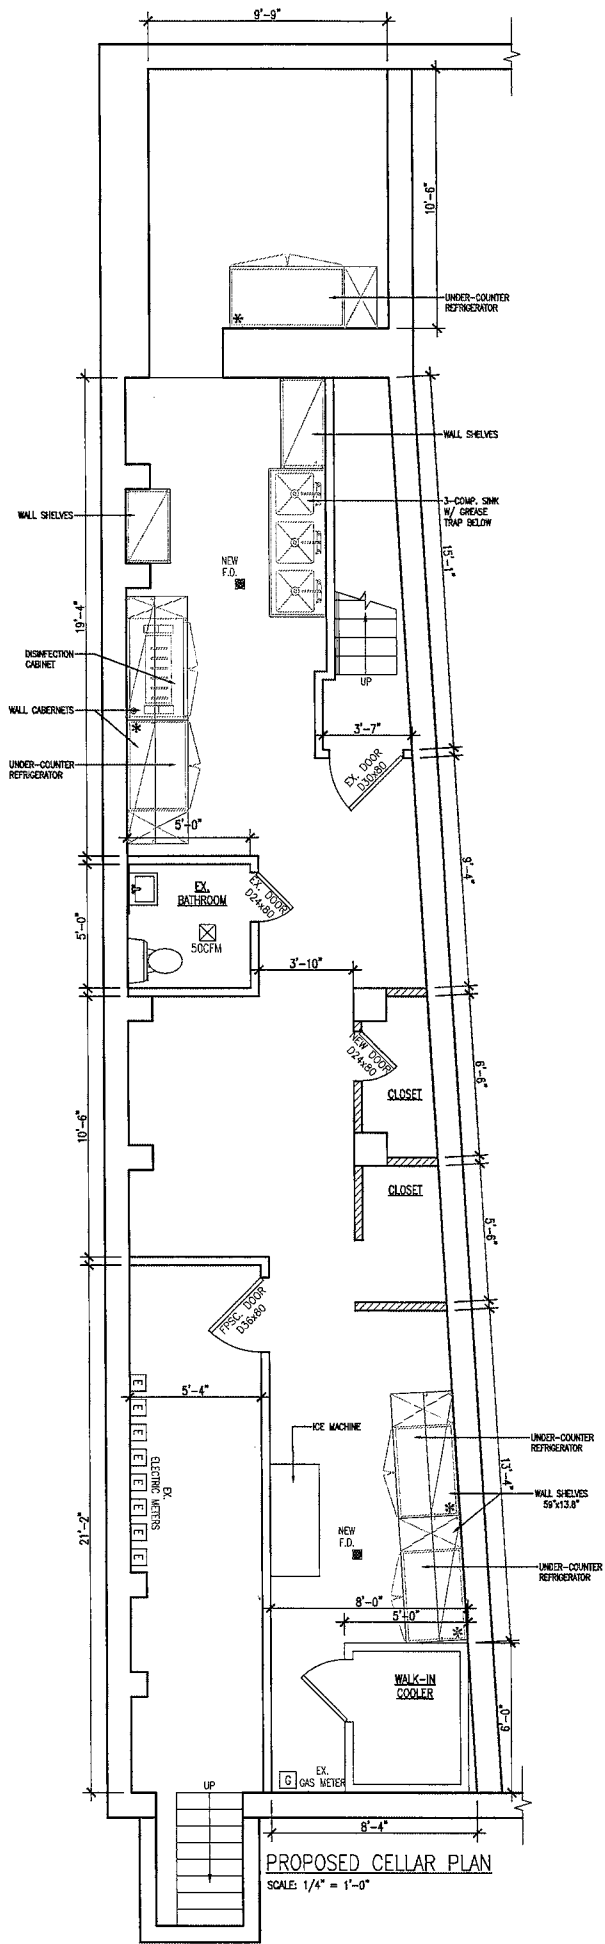 9'-9"
10'-6"
UNDER-COUNTER
REFRIGERATOR
*
WALL SHELVES
3-COMP. SINK
W/ GREASE
TRAP BELOW
WALL SHELVES
NEW
F.D.
15'-1"
19'-4"
DISINFECTION
CABINET
UP
WALL CABERNETS
*
3'-7"
UNDER-COUNTER
REFRIGERATOR
EX. DOOR
D30x80
5'-0"
9'-4"
EX.
BATHROOM
EX. DOOR
D24x80
5'-0"
50CFM
3'-10"
NEW DOOR
D24x80
6'-6"
CLOSET
10'-6"
CLOSET
5'-6"
FPSC. DOOR
D36x80
5'-4"
E
E
E
E
E
E
E
E
EX.
ELECTRIC METERS
ICE MACHINE
UNDER-COUNTER
REFRIGERATOR
13'-4"
WALL SHELVES
59"x13.8"
*
21'-2"
NEW
F.D.
UNDER-COUNTER
REFRIGERATOR
8'-0"
5'-0"
*
WALK-IN
COOLER
6'-0"
G
EX.
GAS METER
UP
8'-4"
PROPOSED CELLAR PLAN
SCALE: 1/4" = 1'-0"